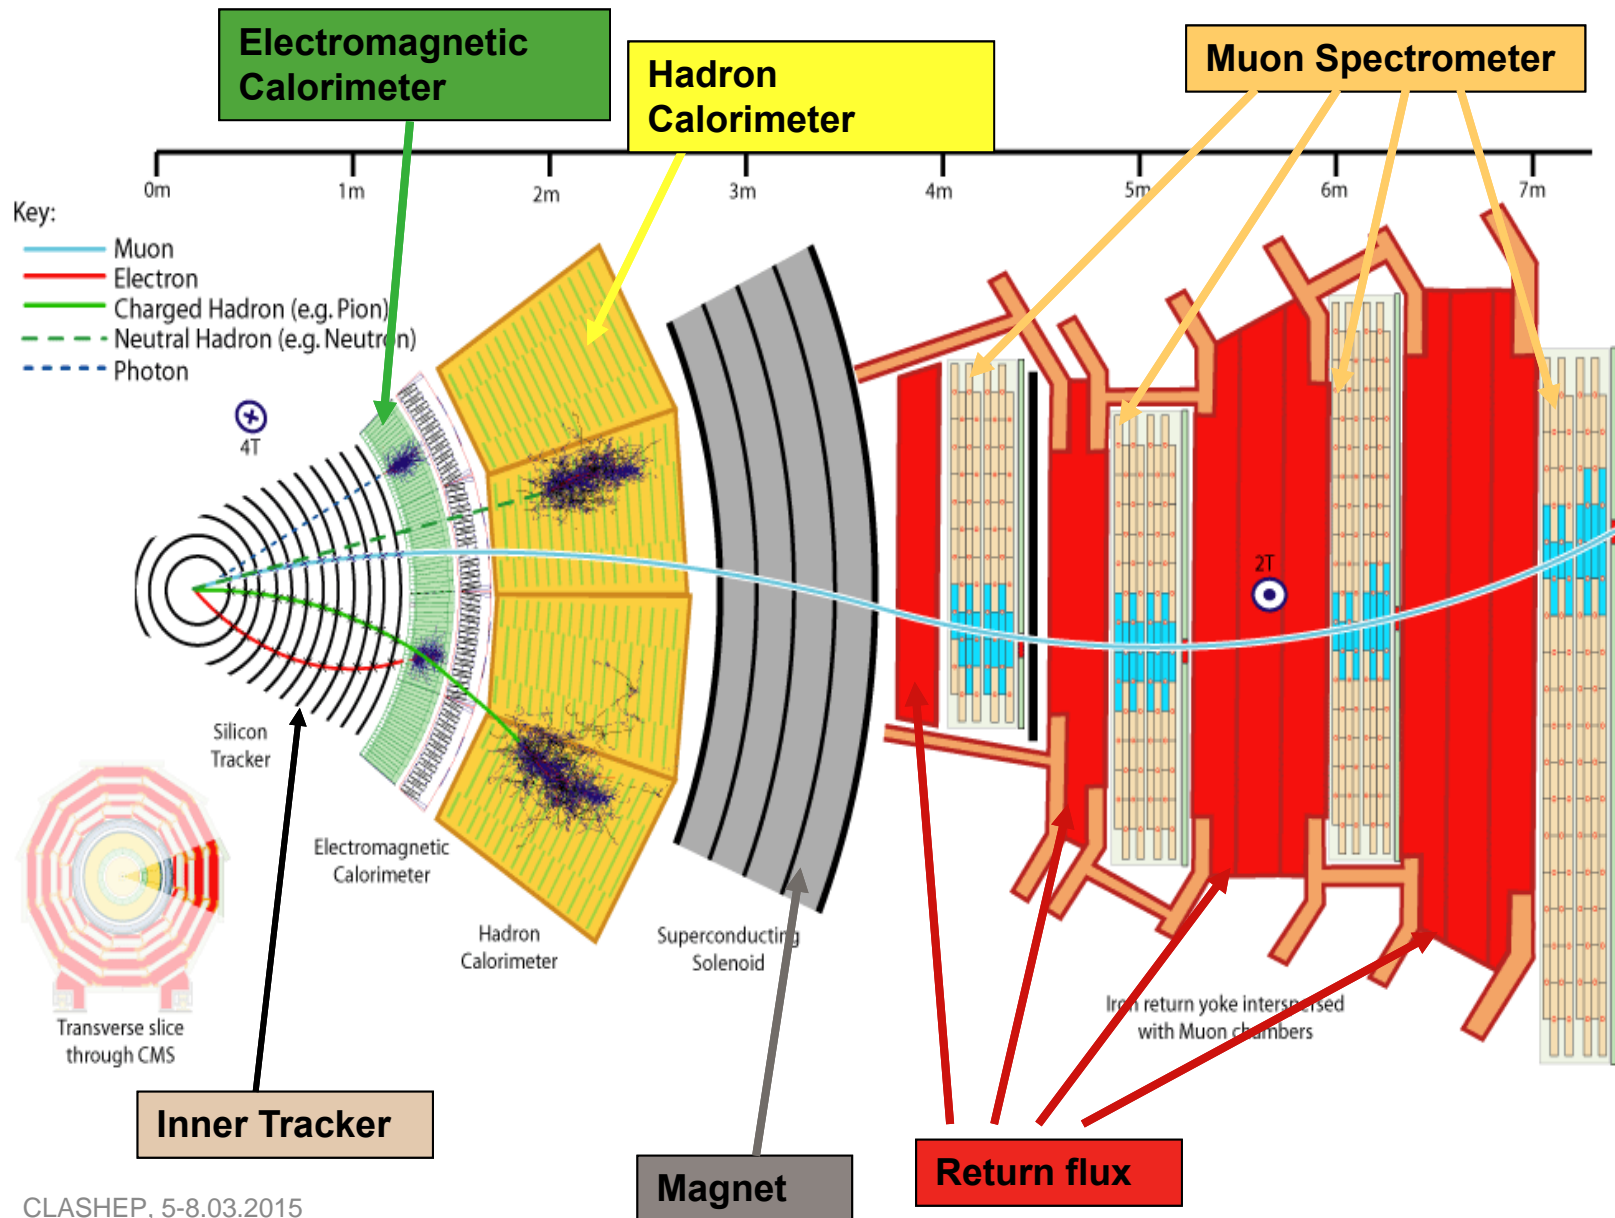 Electromagnetic
Calorimeter
Hadron
Calorimeter
Muon Spectrometer
0m
1m
2m
3m
4m
5m
6m
7m
Key:
Muon
Electron
Charged Hadron (e.g. Pion)
Neutral Hadron (e.g. Neutron)
Photon
4T
2T
Silicon
Tracker
Electromagnetic
Calorimeter
Hadron
Calorimeter
Superconducting
Solenoid
Iron return yoke interspersed
with Muon chambers
Transverse slice
through CMS
Inner Tracker
Magnet
Return flux
CLASHEP, 5-8.03.2015